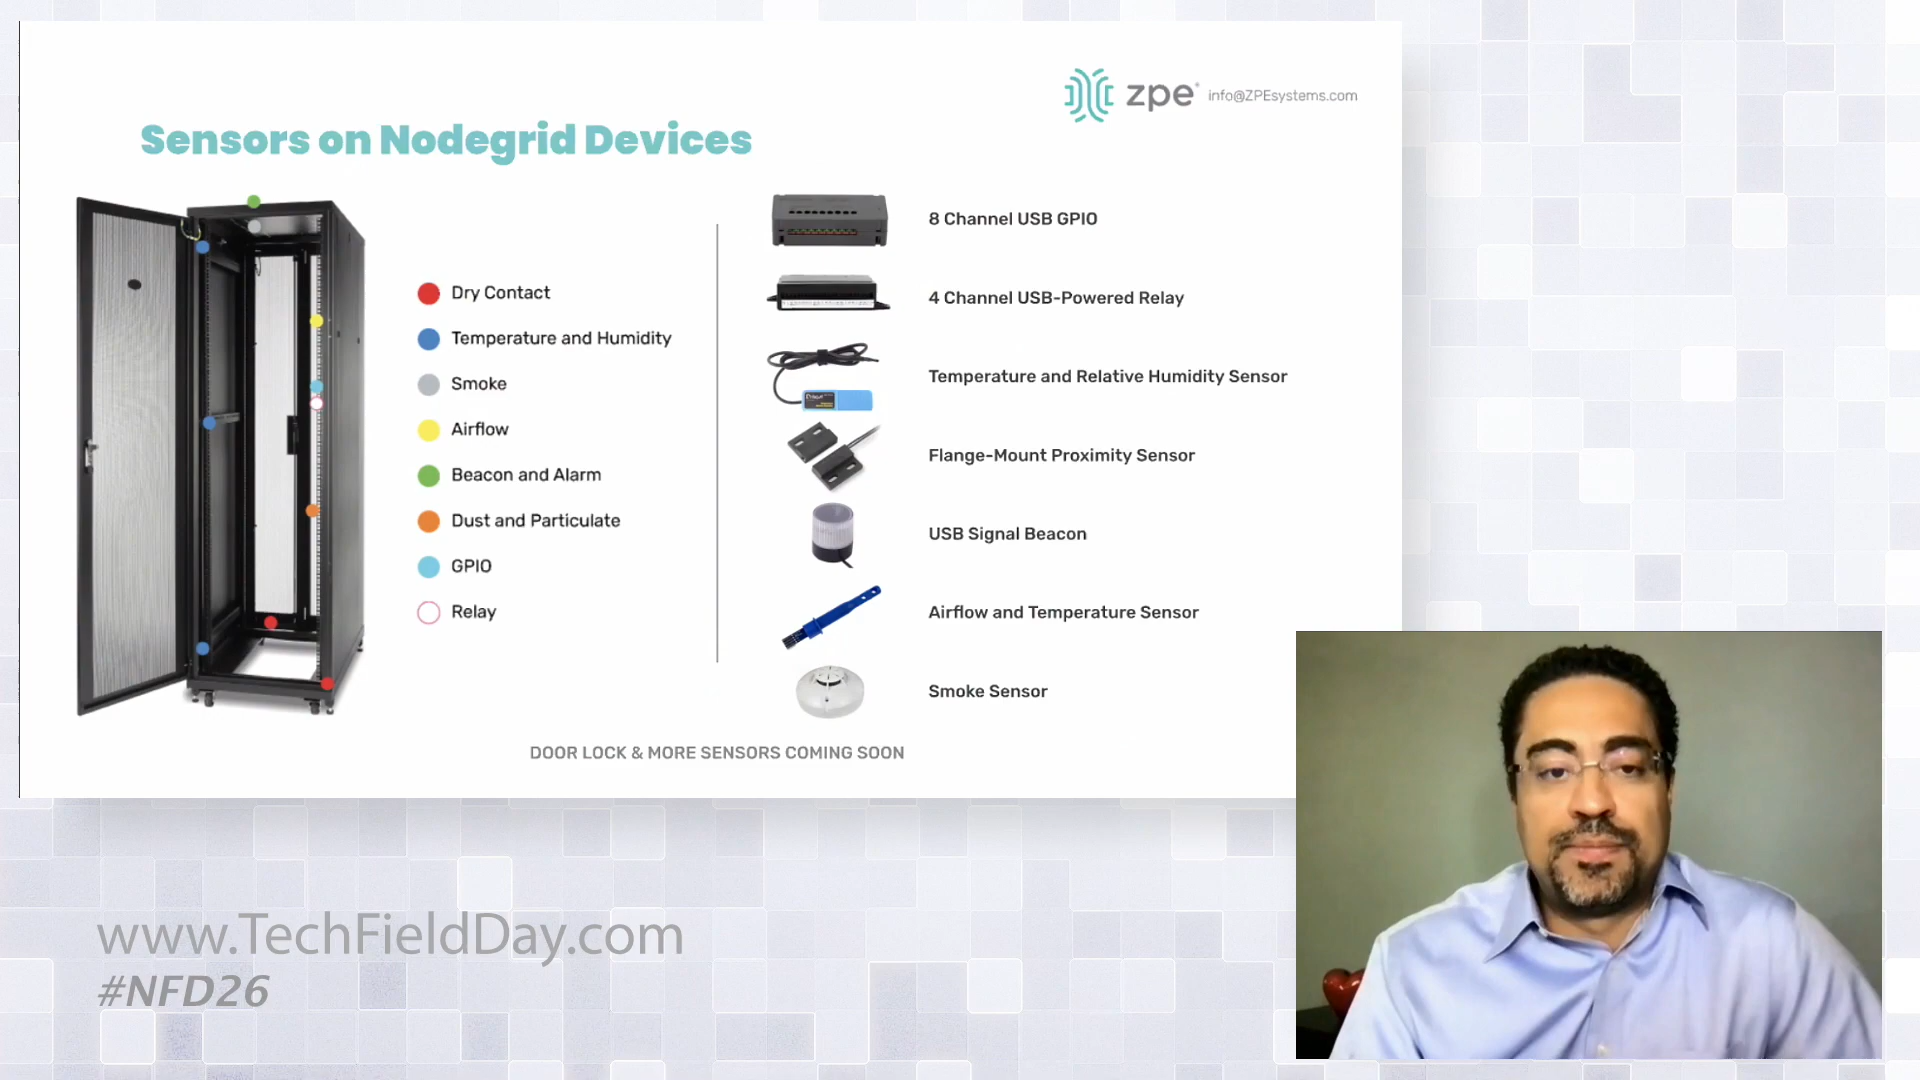 zpe
info@ZPEsystems.com
Sensors on Nodegrid Devices
Dry Contact
Temperature and Humidity
Smoke
Airflow
Beacon and Alarm
Dust and Particulate
GPIO
Relay
8 Channel USB GPIO
4 Channel USB-Powered Relay
Temperature and Relative Humidity Sensor
Flange-Mount Proximity Sensor
USB Signal Beacon
Airflow and Temperature Sensor
Smoke Sensor
DOOR LOCK & MORE SENSORS COMING SOON
www.TechFieldDay.com
#NFD26